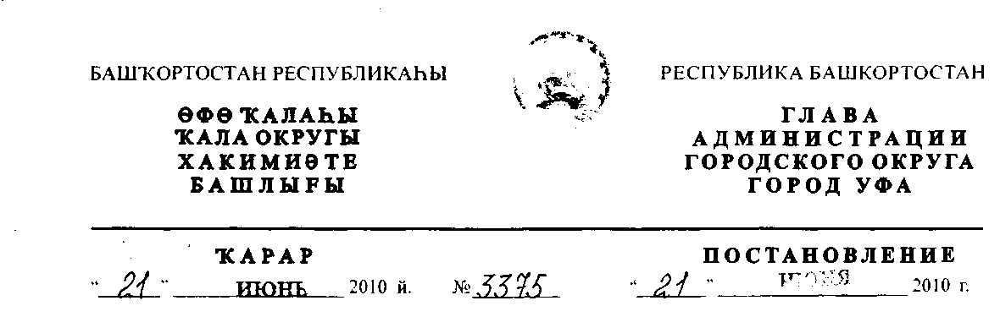 БАШҠОРТОСТАН РЕСПУБЛИКАҺЫ
ӨФӨ ҠАЛАҺЫ
ҠАЛА ОКРУГЫ
ХАКИМИӘТЕ
БАШЛЫҒЫ
РЕСПУБЛИКА БАШКОРТОСТАН
ГЛАВА
АДМИНИСТРАЦИИ
ГОРОДСКОГО ОКРУГА
ГОРОД УФА
ҠАРАР
ПОСТАНОВЛЕНИЕ
“ 21 ” ИЮНЬ 2010 й. № 3375 “ 21 ” ИЮНЯ 2010 г.